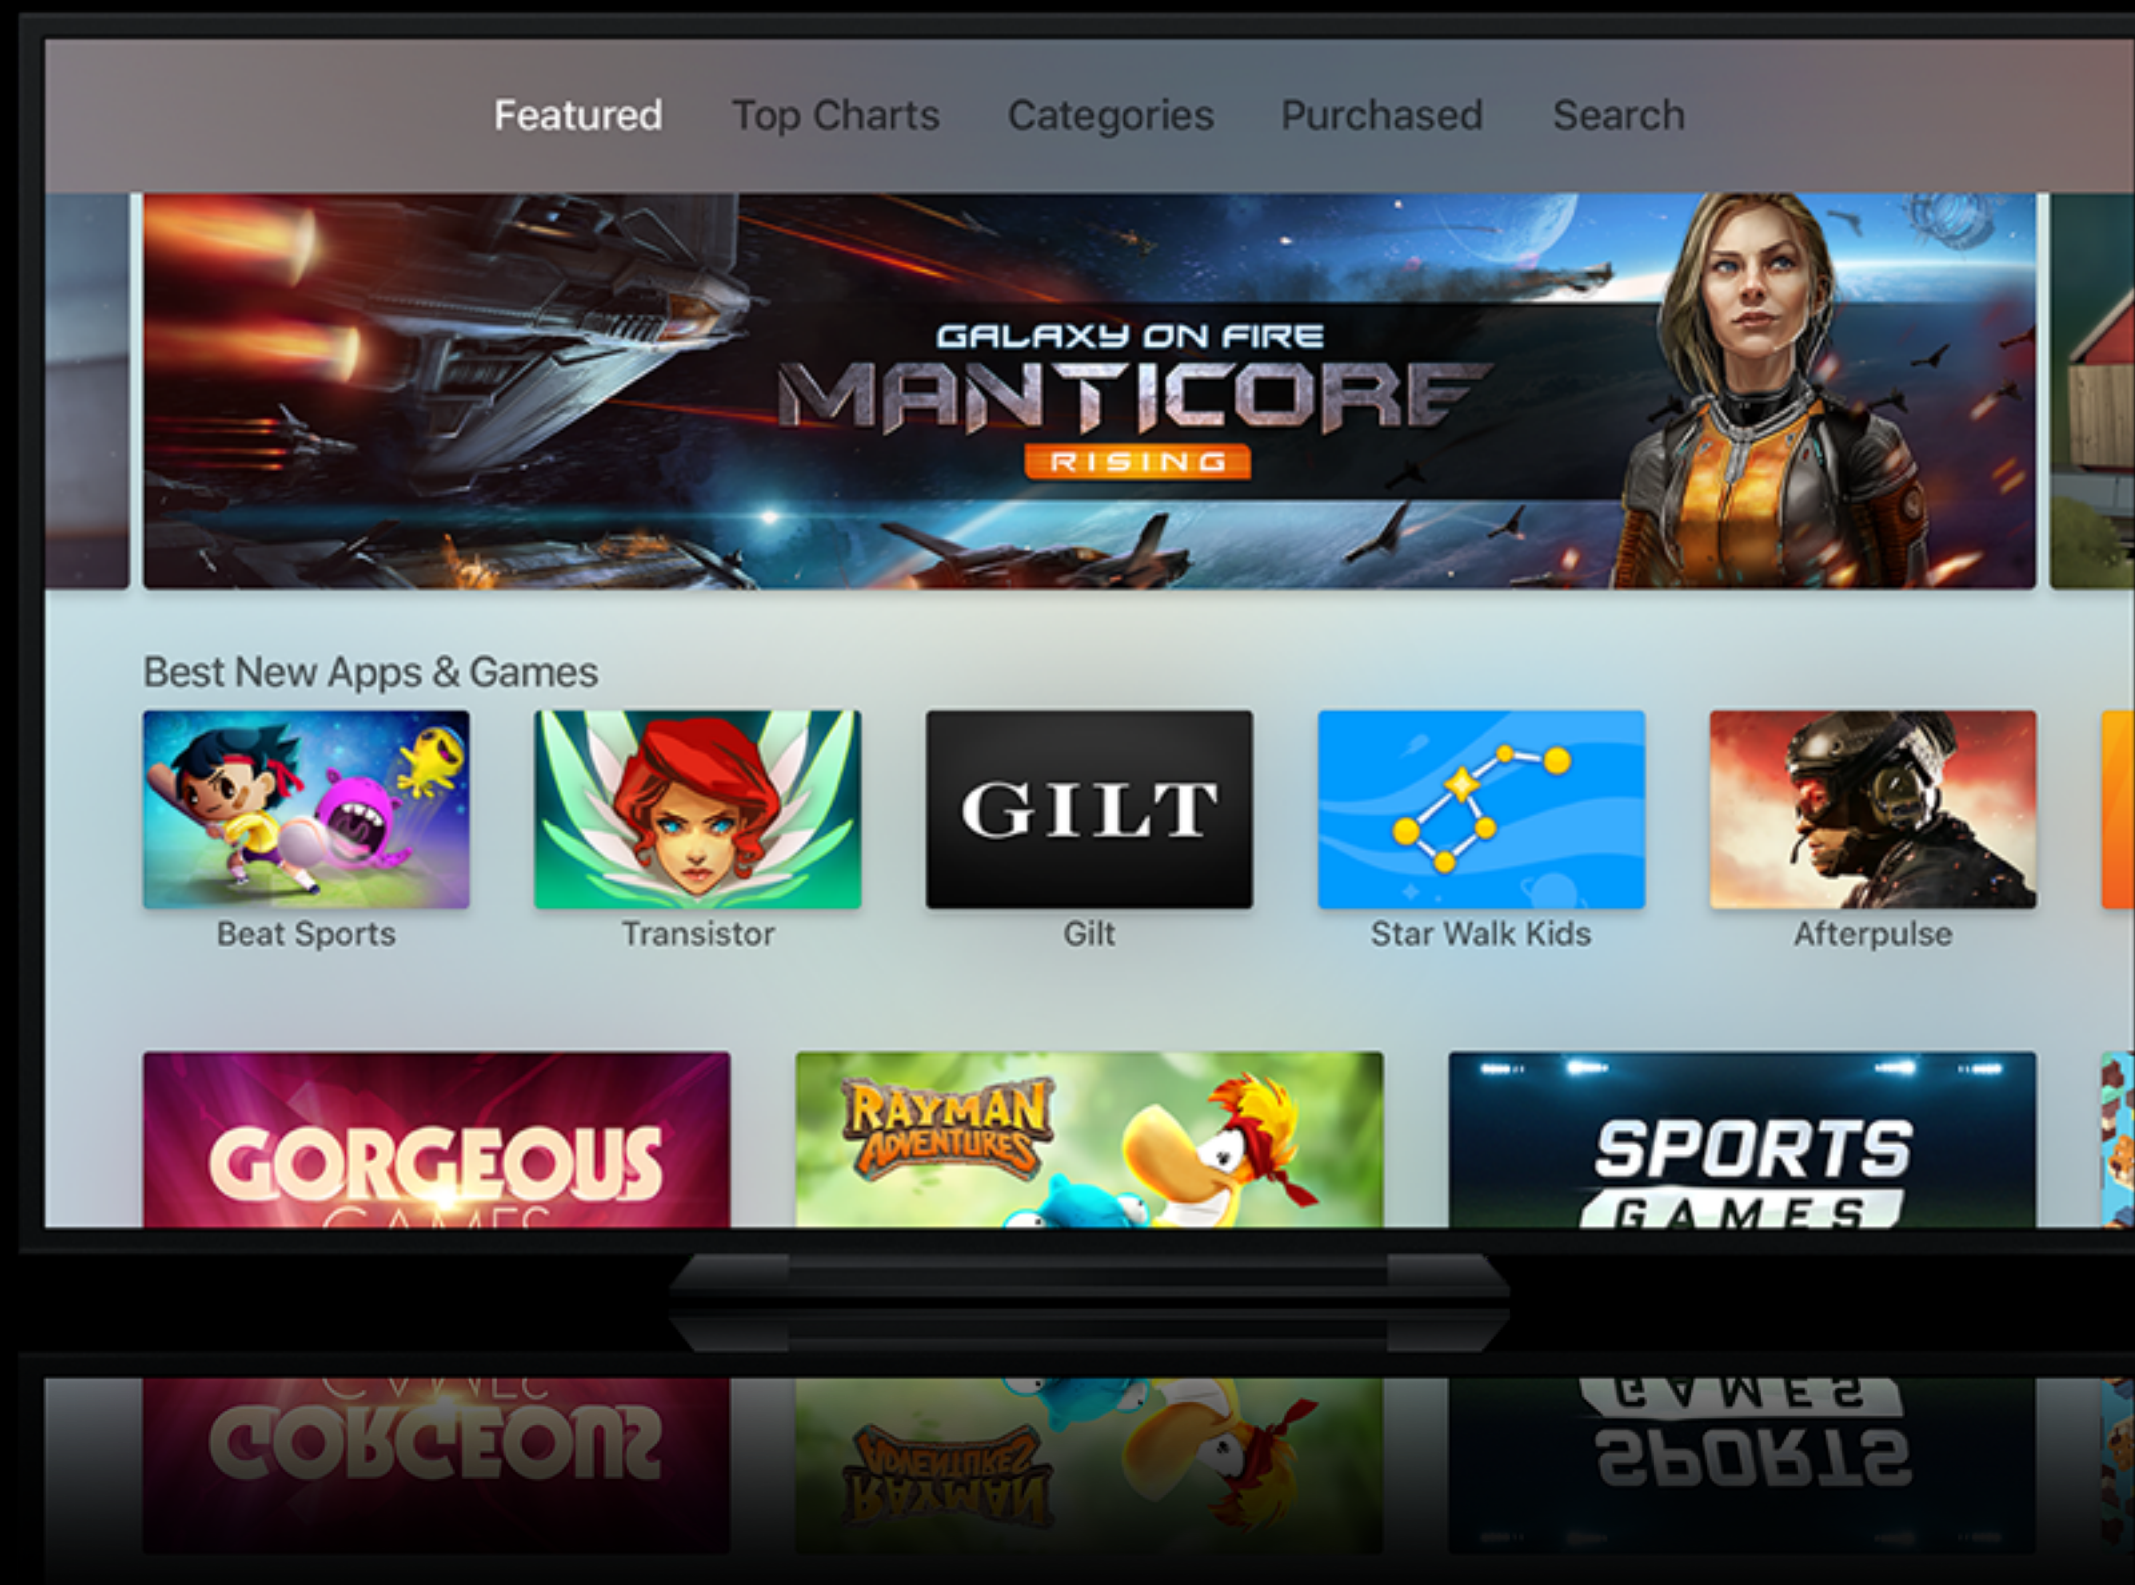 Featured Top Charts Categories Purchased Search
GALAXY ON FIRE
MANTICORE
RISING
Best New Apps & Games
GILT
Beat Sports Transistor Gilt Star Walk Kids Afterpulse
GORGEOUS
GAMES
RAYMAN
ADVENTURES
SPORTS
GAMES